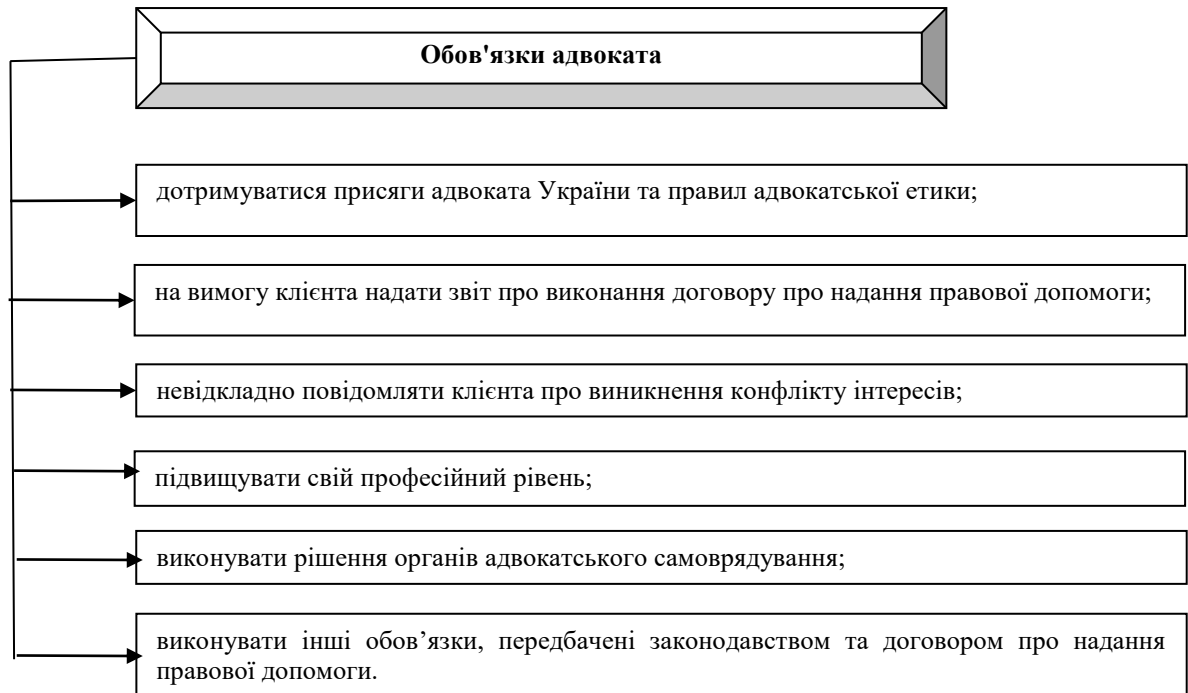 Обов'язки адвоката
дотримуватися присяги адвоката України та правил адвокатської етики;
на вимогу клієнта надати звіт про виконання договору про надання правової допомоги;
невідкладно повідомляти клієнта про виникнення конфлікту інтересів;
підвищувати свій професійний рівень;
виконувати рішення органів адвокатського самоврядування;
виконувати інші обов’язки, передбачені законодавством та договором про надання
правової допомоги.